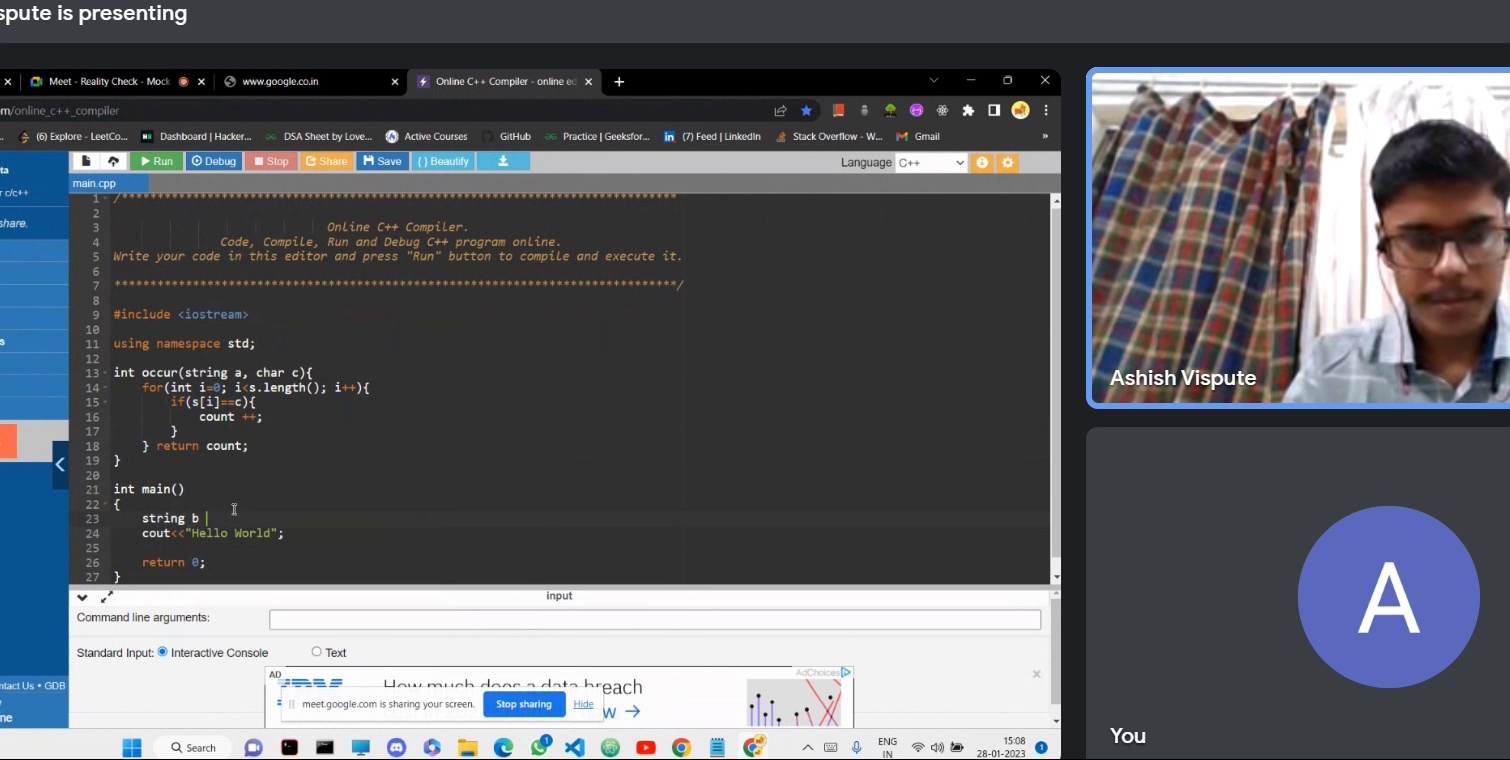 spute is presenting
Meet - Reality Check - Mock
www.google.co.in
Online C++ Compiler - online ed
m/online_c++_compiler
(6) Explore - LeetCo...
Dashboard | Hacker...
DSA Sheet by Love...
Active Courses
GitHub
Practice | Geeksfor...
(7) Feed | LinkedIn
Stack Overflow - W...
Gmail
»
ta
r c/c++
share.
s
ntact Us • GDB
ne
Run
Debug
Stop
Share
Save
{ } Beautify
Language
C++
main.cpp
1 /******************************************************************************
2
3 Online C++ Compiler.
4 Code, Compile, Run and Debug C++ program online.
5 Write your code in this editor and press "Run" button to compile and execute it.
6
7 *******************************************************************************/
8
9 #include <iostream>
10
11 using namespace std;
12
13 int occur(string a, char c){
14 for(int i=0; i<s.length(); i++){
15 if(s[i]==c){
16 count ++;
17 }
18 } return count;
19 }
20
21 int main()
22 {
23 string b
24 cout<<"Hello World";
25
26 return 0;
27 }
input
Command line arguments:
Standard Input:
Interactive Console
Text
AD
AdChoices
How much does a data breach
meet.google.com is sharing your screen.
Stop sharing
Hide
Search
ENG
IN
15:08
28-01-2023
1
Ashish Vispute
A
You